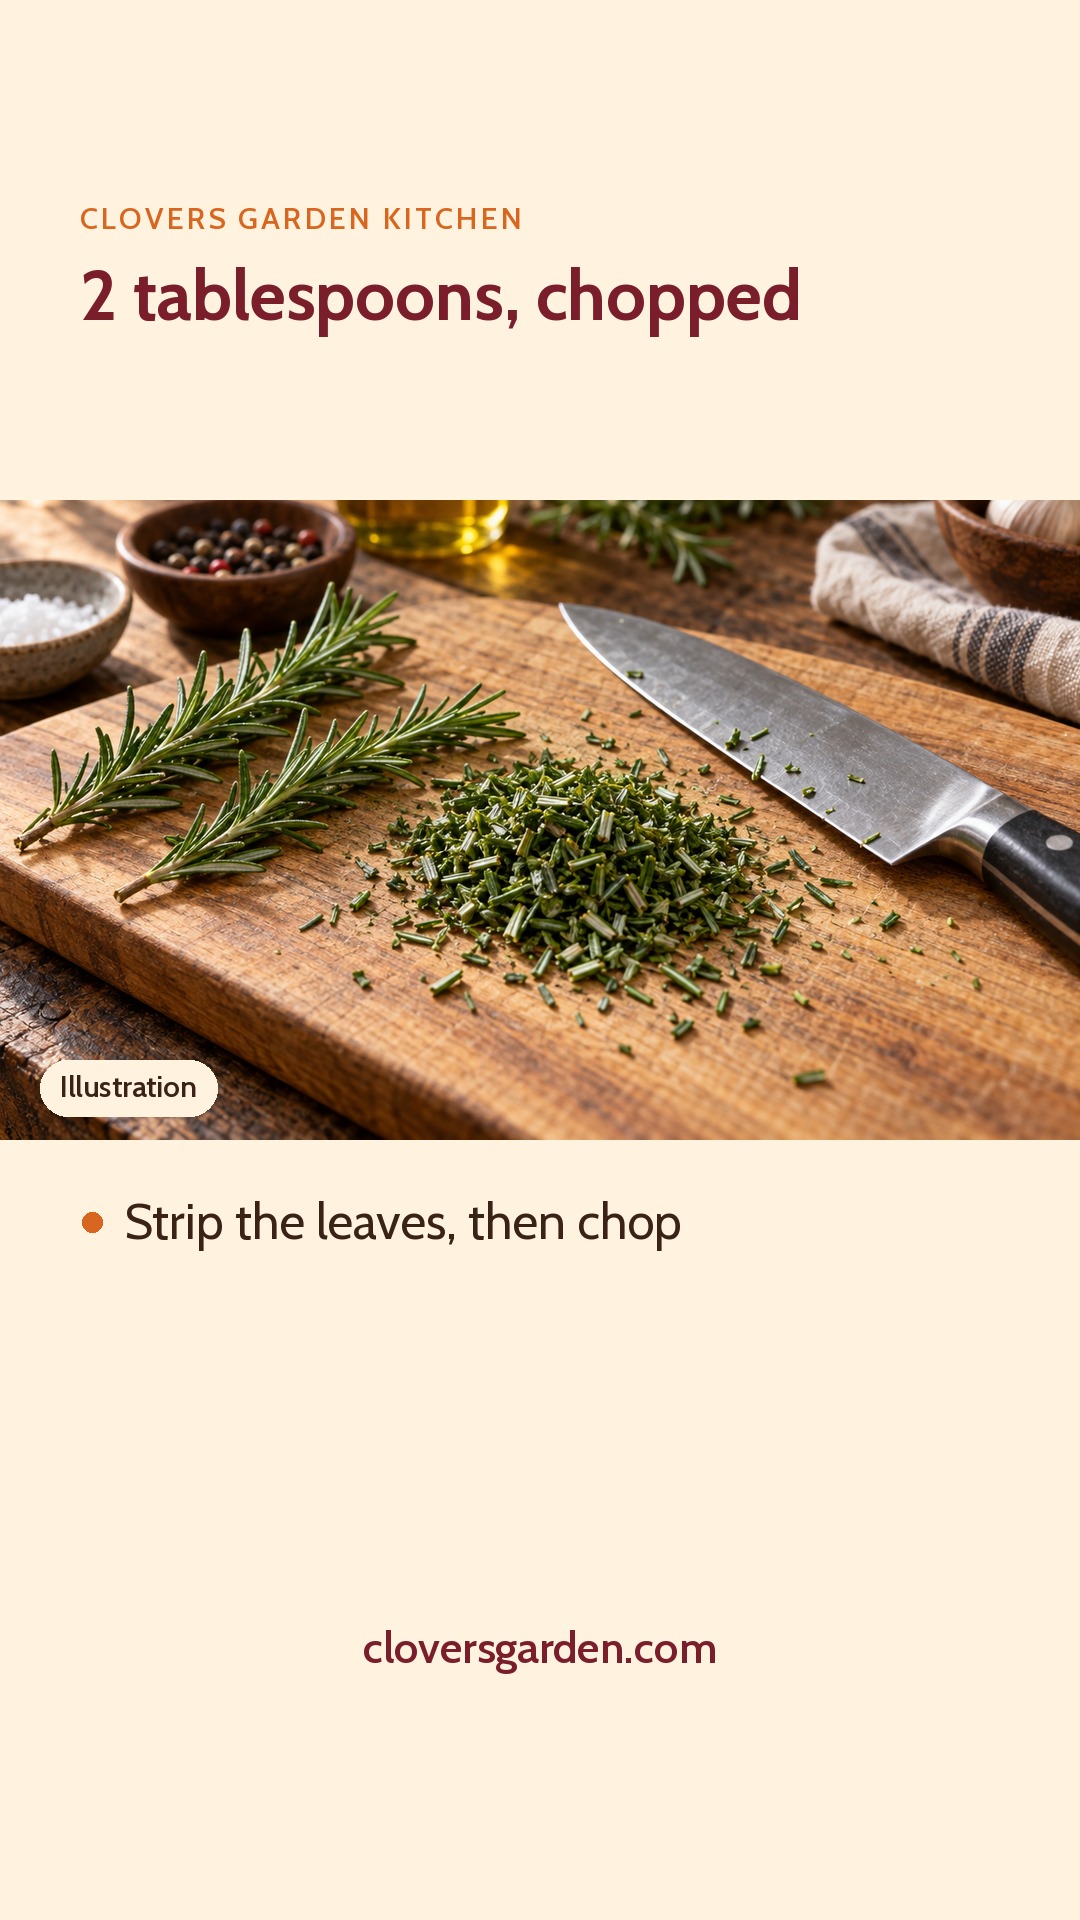 CLOVERS GARDEN KITCHEN
2 tablespoons, chopped
Illustration
Strip the leaves, then chop
cloversgarden.com